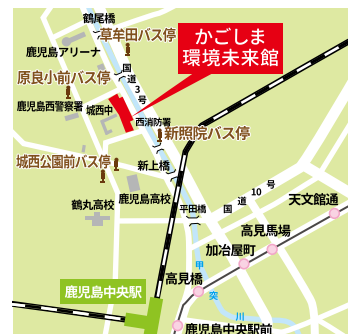 鶴尾橋
草牟田バス停
かごしま
環境未来館
鹿児島アリーナ
原良小前バス停
国道3号
鹿児島西警察署
城西中
西消防署
新照院バス停
城西公園前バス停
新上橋
鹿児島高校
鶴丸高校
平田橋
国道10号
天文館通
高見馬場
加冶屋町
甲突川
高見橋
鹿児島中央駅
鹿児島中央駅前